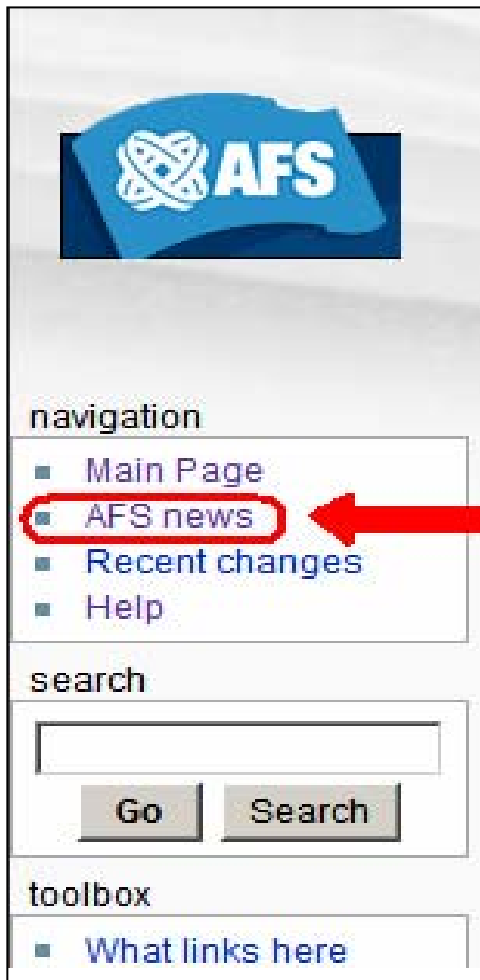 AFS
navigation
Main Page
AFS news
Recent changes
Help
search
Go Search
toolbox
What links here